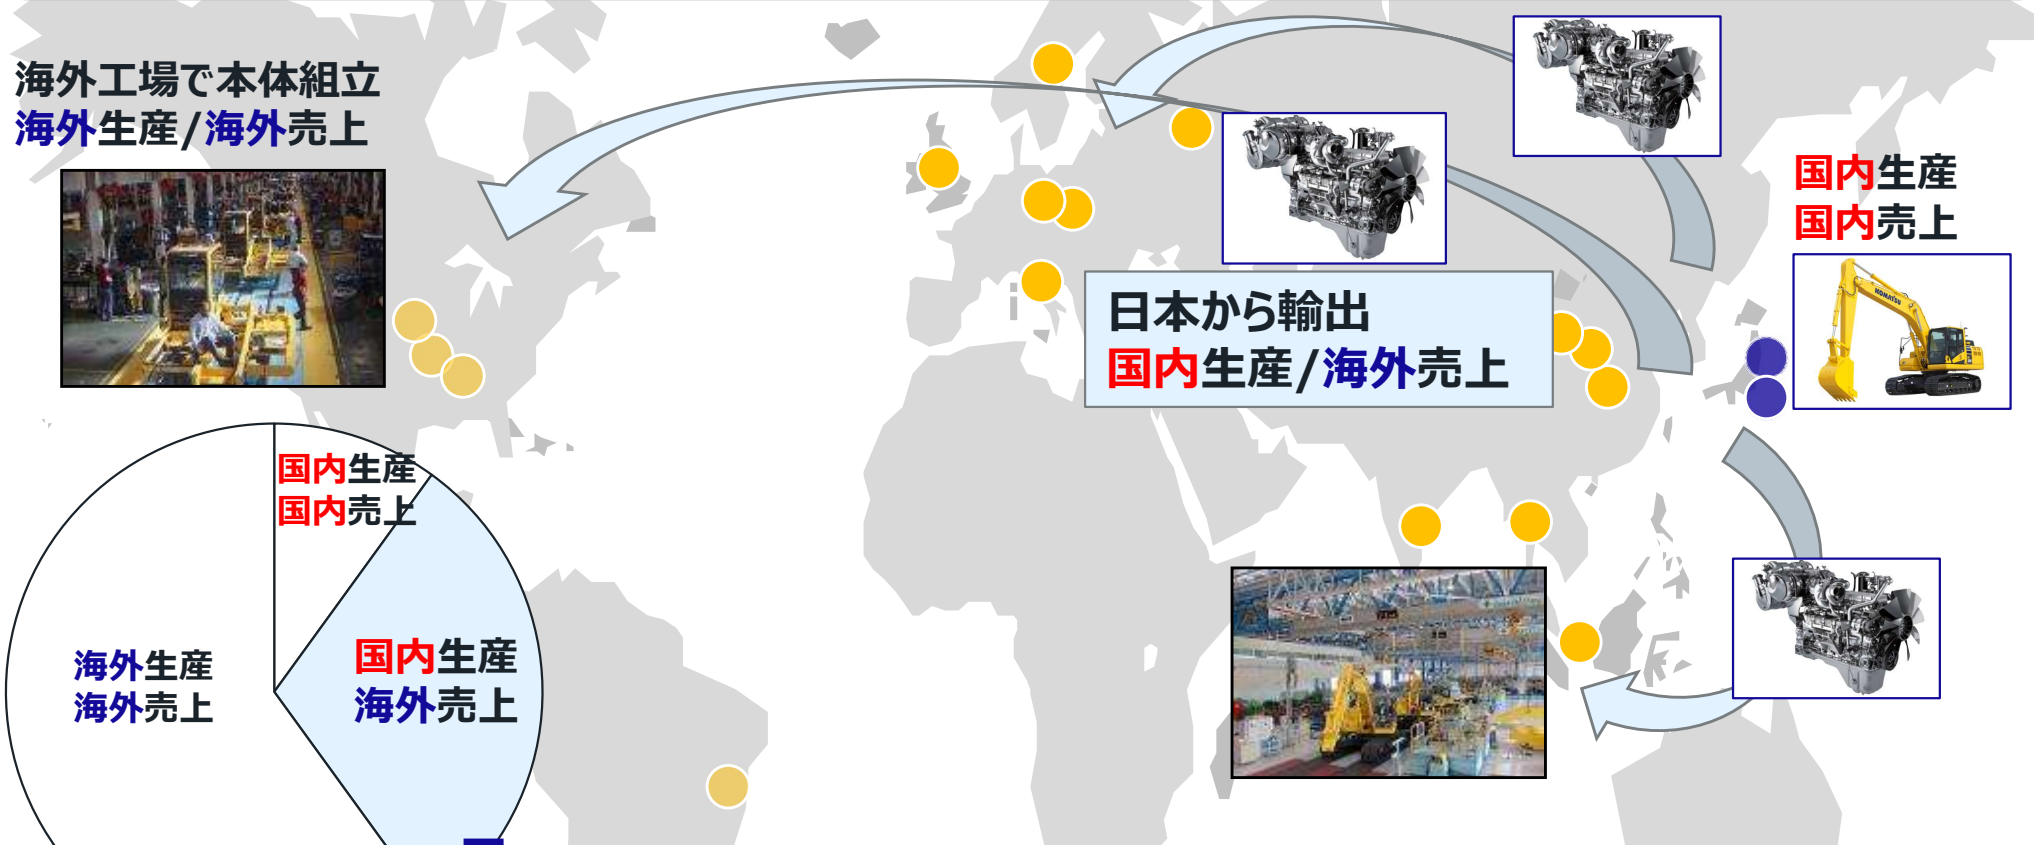 海外工場で本体組立
海外生産/海外売上
国内生産
国内売上
KOMATSU
日本から輸出
国内生産/海外売上
国内生産
国内売上
海外生産
海外売上
国内生産
海外売上